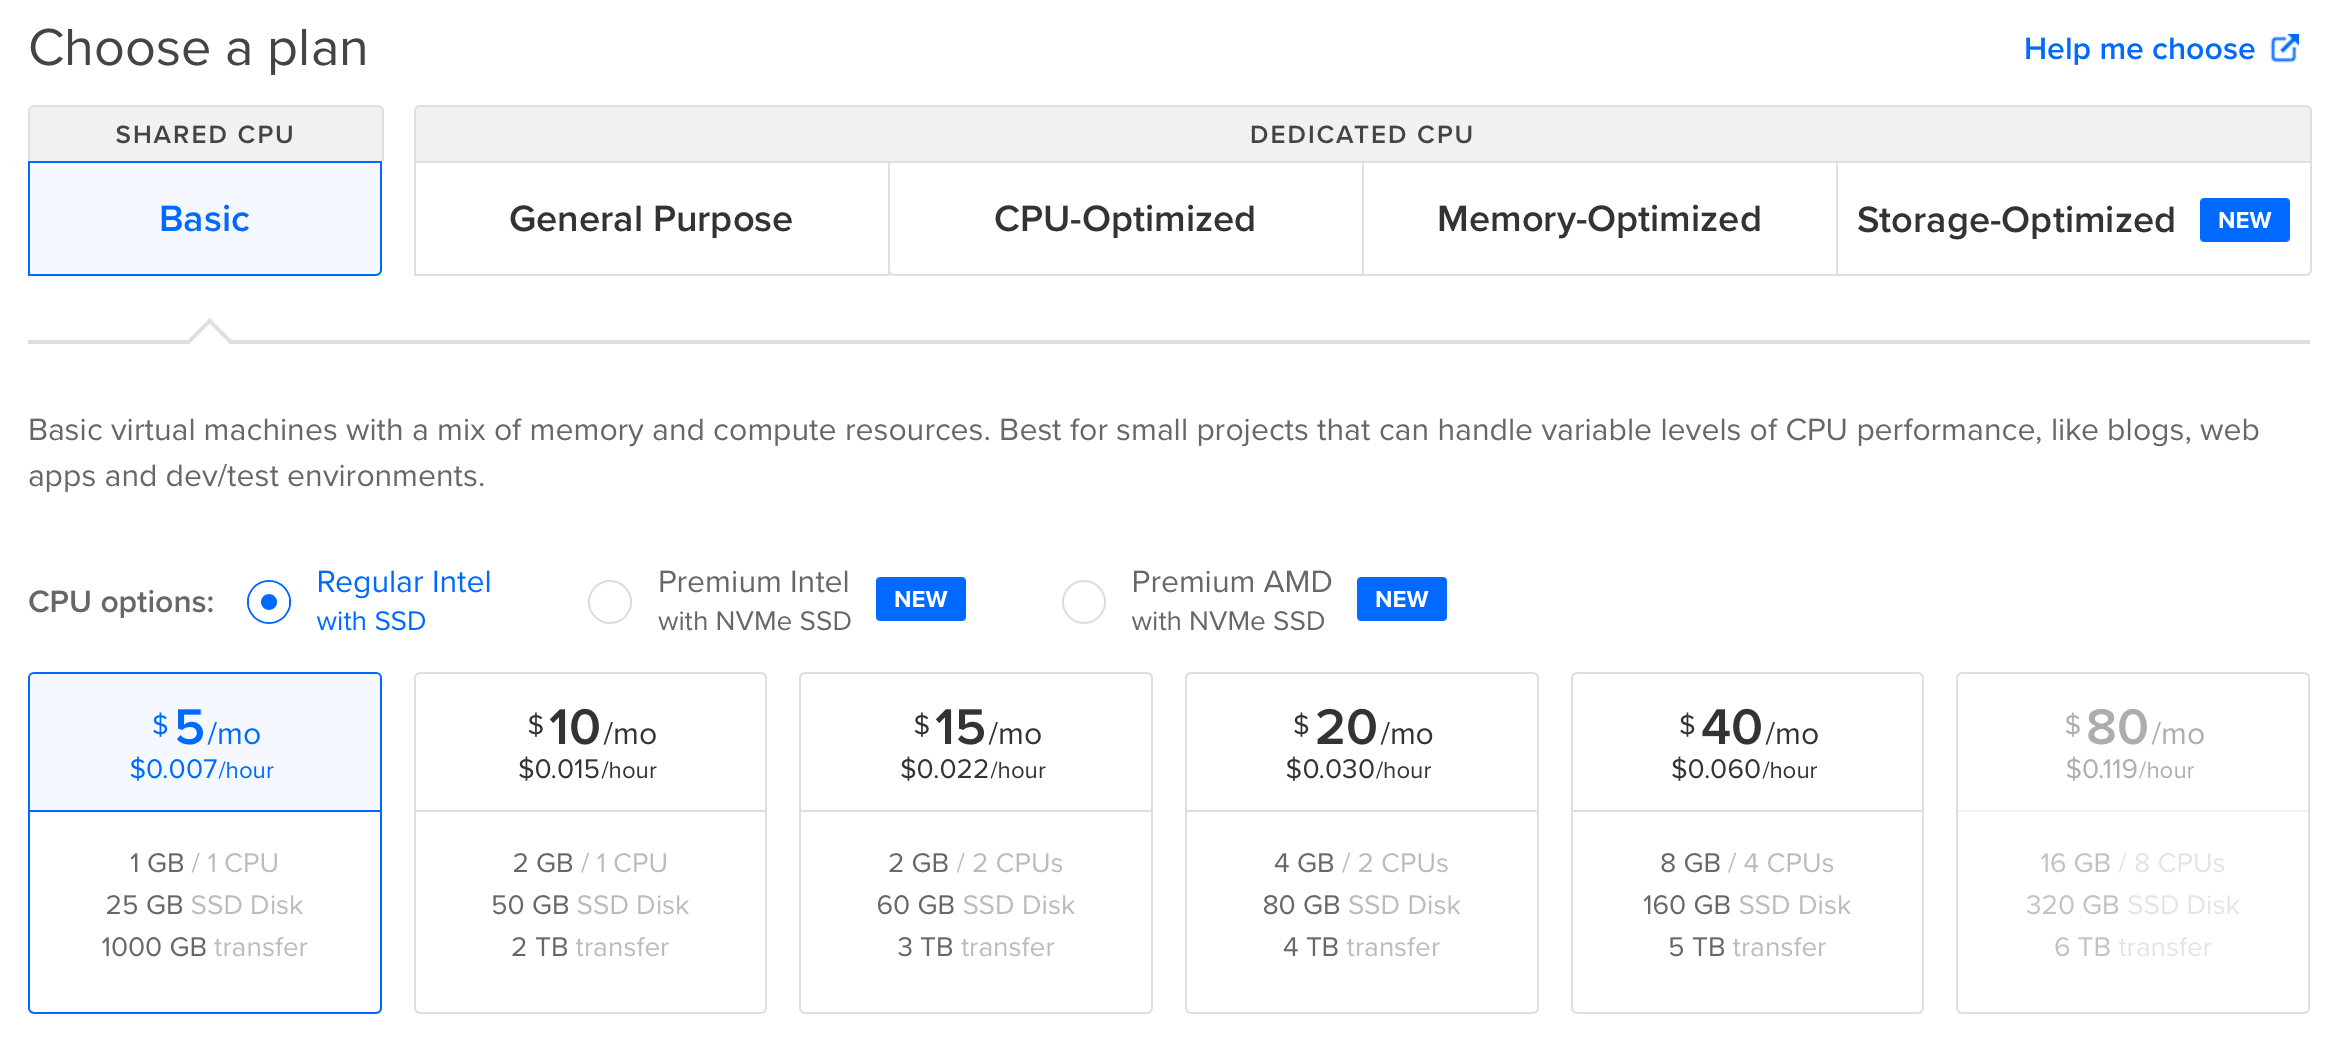 Choose a plan
Help me choose
SHARED CPU
DEDICATED CPU
Basic
General Purpose
CPU-Optimized
Memory-Optimized
Storage-Optimized NEW
Basic virtual machines with a mix of memory and compute resources. Best for small projects that can handle variable levels of CPU performance, like blogs, web
apps and dev/test environments.
CPU options:
Regular Intel
with SSD
Premium Intel
with NVMe SSD
NEW
Premium AMD
with NVMe SSD
NEW
$5/mo
$0.007/hour
1 GB / 1 CPU
25 GB SSD Disk
1000 GB transfer
$10/mo
$0.015/hour
2 GB / 1 CPU
50 GB SSD Disk
2 TB transfer
$15/mo
$0.022/hour
2 GB / 2 CPUs
60 GB SSD Disk
3 TB transfer
$20/mo
$0.030/hour
4 GB / 2 CPUs
80 GB SSD Disk
4 TB transfer
$40/mo
$0.060/hour
8 GB / 4 CPUs
160 GB SSD Disk
5 TB transfer
$80/mo
$0.119/hour
16 GB / 8 CPUs
320 GB SSD Disk
6 TB transfer